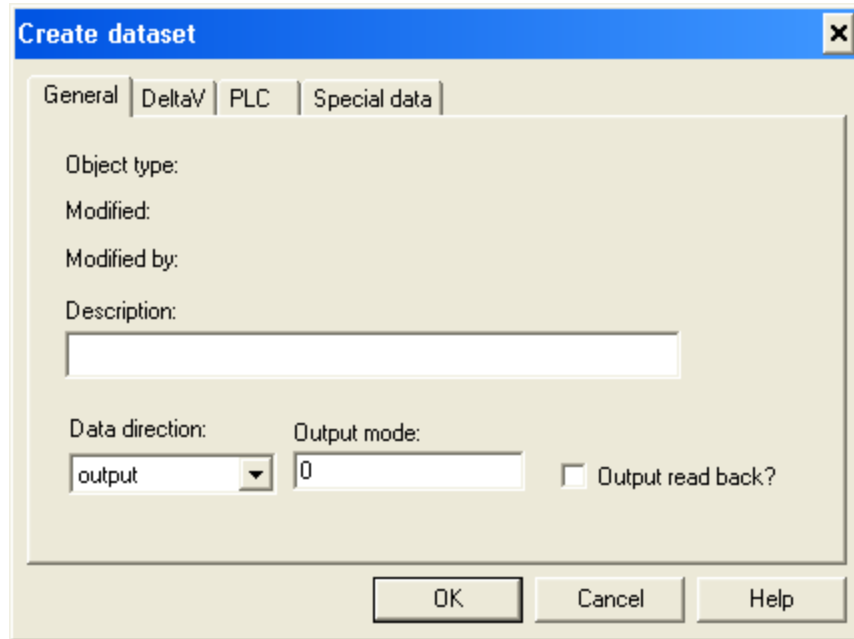 Create dataset
General DeltaV PLC Special data
Object type:
Modified:
Modified by:
Description:
Data direction: Output mode:
output 0 Output read back?
OK Cancel Help